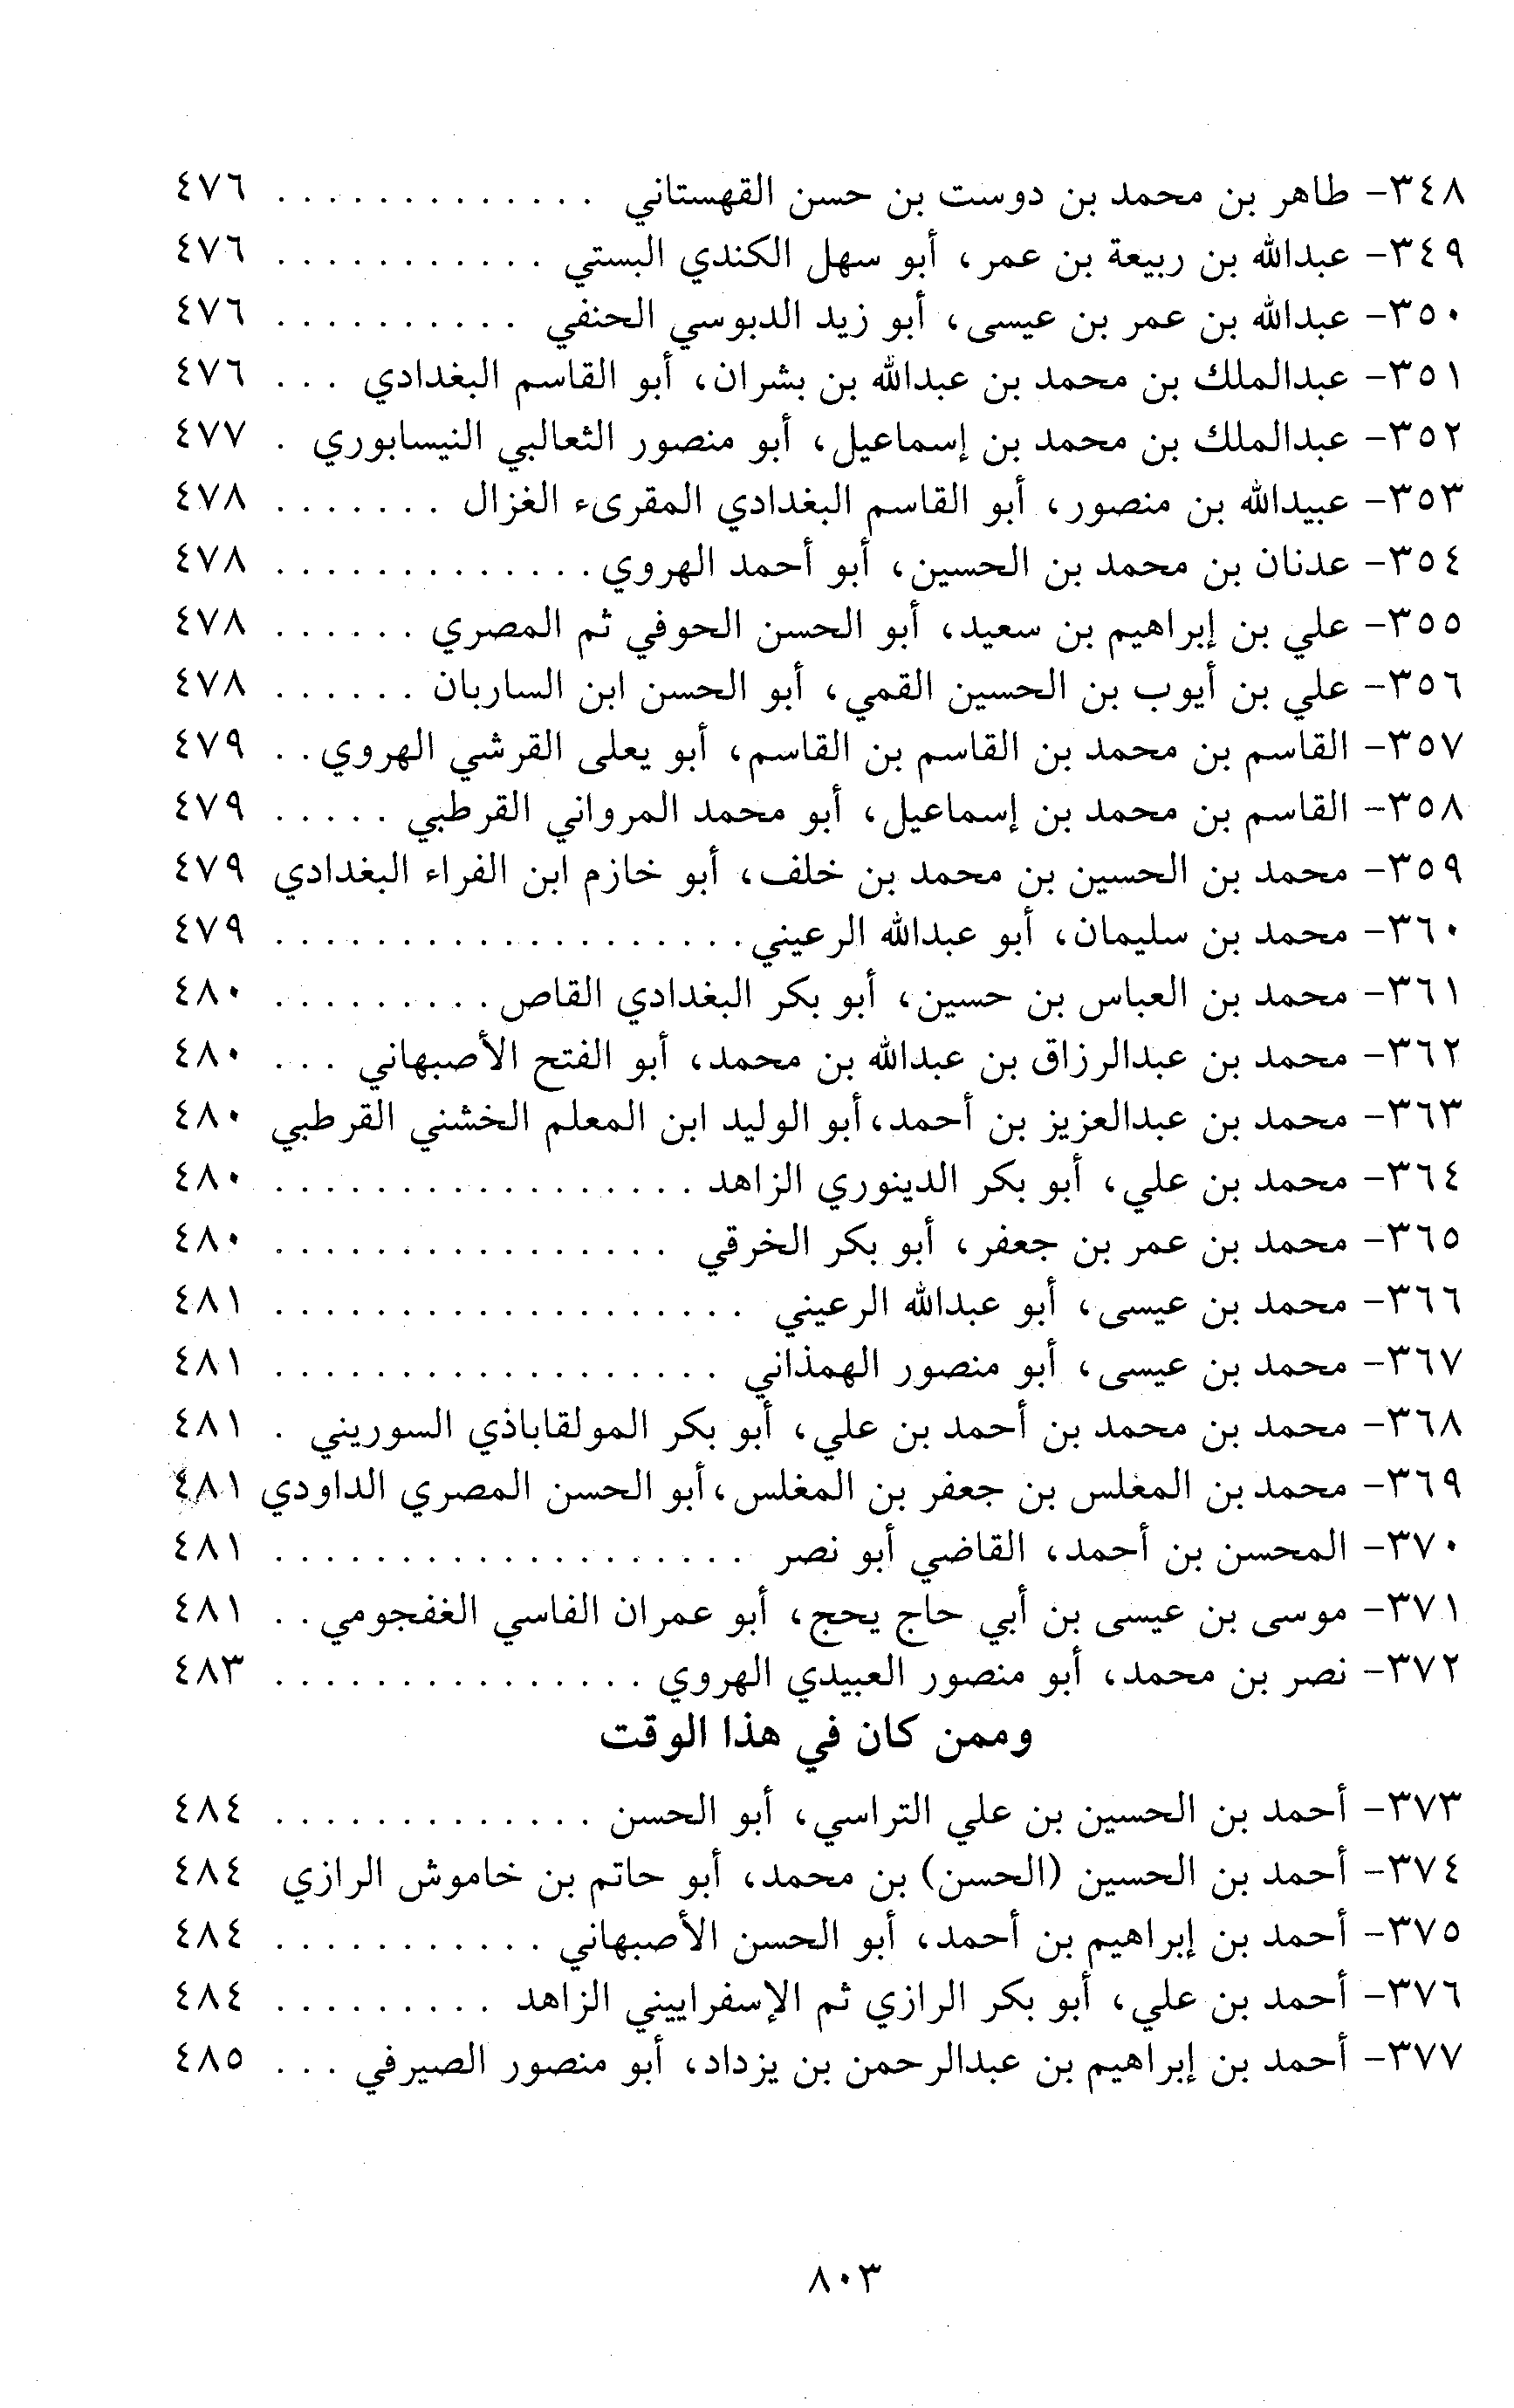 ٣٤٨- طاهر بن محمد بن دوست بن حسن القهستاني . . . . . . . . . . . . . ٤٧٦
٣٤٩- عبدالله بن ربيعة بن عمر، أبو سهل الكندي البستي . . . . . . . . . . . ٤٧٦
٣٥٠- عبدالله بن عمر بن عيسى، أبو زيد الدبوسي الحنفي . . . . . . . . . . ٤٧٦
٣٥١- عبدالملك بن محمد بن عبدالله بن بشران، أبو القاسم البغدادي . . . ٤٧٦
٣٥٢- عبدالملك بن محمد بن إسماعيل، أبو منصور الثعالبي النيسابوري . ٤٧٧
٣٥٣- عبيدالله بن منصور، أبو القاسم البغدادي المقرىء الغزال . . . . . . . ٤٧٨
٣٥٤- عدنان بن محمد بن الحسين، أبو أحمد الهروي . . . . . . . . . . . . . ٤٧٨
٣٥٥- علي بن إبراهيم بن سعيد، أبو الحسن الحوفي ثم المصري . . . . . . ٤٧٨
٣٥٦- علي بن أيوب بن الحسين القمي، أبو الحسن ابن الساربان . . . . . . ٤٧٨
٣٥٧- القاسم بن محمد بن القاسم بن القاسم، أبو يعلى القرشي الهروي . . ٤٧٩
٣٥٨- القاسم بن محمد بن إسماعيل، أبو محمد المرواني القرطبي . . . . . ٤٧٩
٣٥٩- محمد بن الحسين بن محمد بن خلف، أبو خازم ابن الفراء البغدادي ٤٧٩
٣٦٠- محمد بن سليمان، أبو عبدالله الرعيني . . . . . . . . . . . . . . . . . . . ٤٧٩
٣٦١- محمد بن العباس بن حسين، أبو بكر البغدادي القاص . . . . . . . . . ٤٨٠
٣٦٢- محمد بن عبدالرزاق بن عبدالله بن محمد، أبو الفتح الأصبهاني . . . ٤٨٠
٣٦٣- محمد بن عبدالعزيز بن أحمد، أبو الوليد ابن المعلم الخشني القرطبي ٤٨٠
٣٦٤- محمد بن علي، أبو بكر الدينوري الزاهد . . . . . . . . . . . . . . . . . ٤٨٠
٣٦٥- محمد بن عمر بن جعفر، أبو بكر الخرقي . . . . . . . . . . . . . . . . ٤٨٠
٣٦٦- محمد بن عيسى، أبو عبدالله الرعيني . . . . . . . . . . . . . . . . . . . ٤٨١
٣٦٧- محمد بن عيسى، أبو منصور الهمذاني . . . . . . . . . . . . . . . . . . ٤٨١
٣٦٨- محمد بن محمد بن أحمد بن علي، أبو بكر المولقاباذي السوريني . ٤٨١
٣٦٩- محمد بن المغلس بن جعفر بن المغلس، أبو الحسن المصري الداودي ٤٨١
٣٧٠- المحسن بن أحمد، القاضي أبو نصر . . . . . . . . . . . . . . . . . . . ٤٨١
٣٧١- موسى بن عيسى بن أبي حاج يحج، أبو عمران الفاسي الغفجومي . . ٤٨١
٣٧٢- نصر بن محمد، أبو منصور العبيدي الهروي . . . . . . . . . . . . . . . ٤٨٣
وممن كان في هذا الوقت
٣٧٣- أحمد بن الحسين بن علي التراسي، أبو الحسن . . . . . . . . . . . . . ٤٨٤
٣٧٤- أحمد بن الحسين (الحسن) بن محمد، أبو حاتم بن خاموش الرازي ٤٨٤
٣٧٥- أحمد بن إبراهيم بن أحمد، أبو الحسن الأصبهاني . . . . . . . . . . . ٤٨٤
٣٧٦- أحمد بن علي، أبو بكر الرازي ثم الإسفراييني الزاهد . . . . . . . . . ٤٨٤
٣٧٧- أحمد بن إبراهيم بن عبدالرحمن بن يزداد، أبو منصور الصيرفي . . . ٤٨٥
٨٠٣